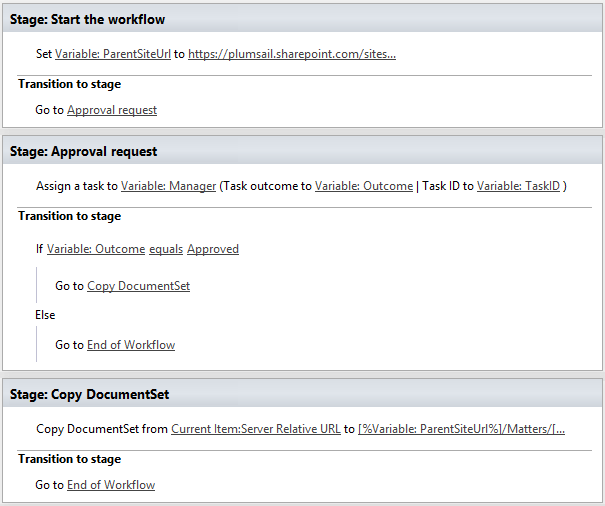 Stage: Start the workflow
Set Variable: ParentSiteUrl to https://plumsail.sharepoint.com/sites...
Transition to stage
Go to Approval request
Stage: Approval request
Assign a task to Variable: Manager (Task outcome to Variable: Outcome | Task ID to Variable: TaskID )
Transition to stage
If Variable: Outcome equals Approved
Go to Copy DocumentSet
Else
Go to End of Workflow
Stage: Copy DocumentSet
Copy DocumentSet from Current Item:Server Relative URL to [%Variable: ParentSiteUrl%]/Matters/[...
Transition to stage
Go to End of Workflow